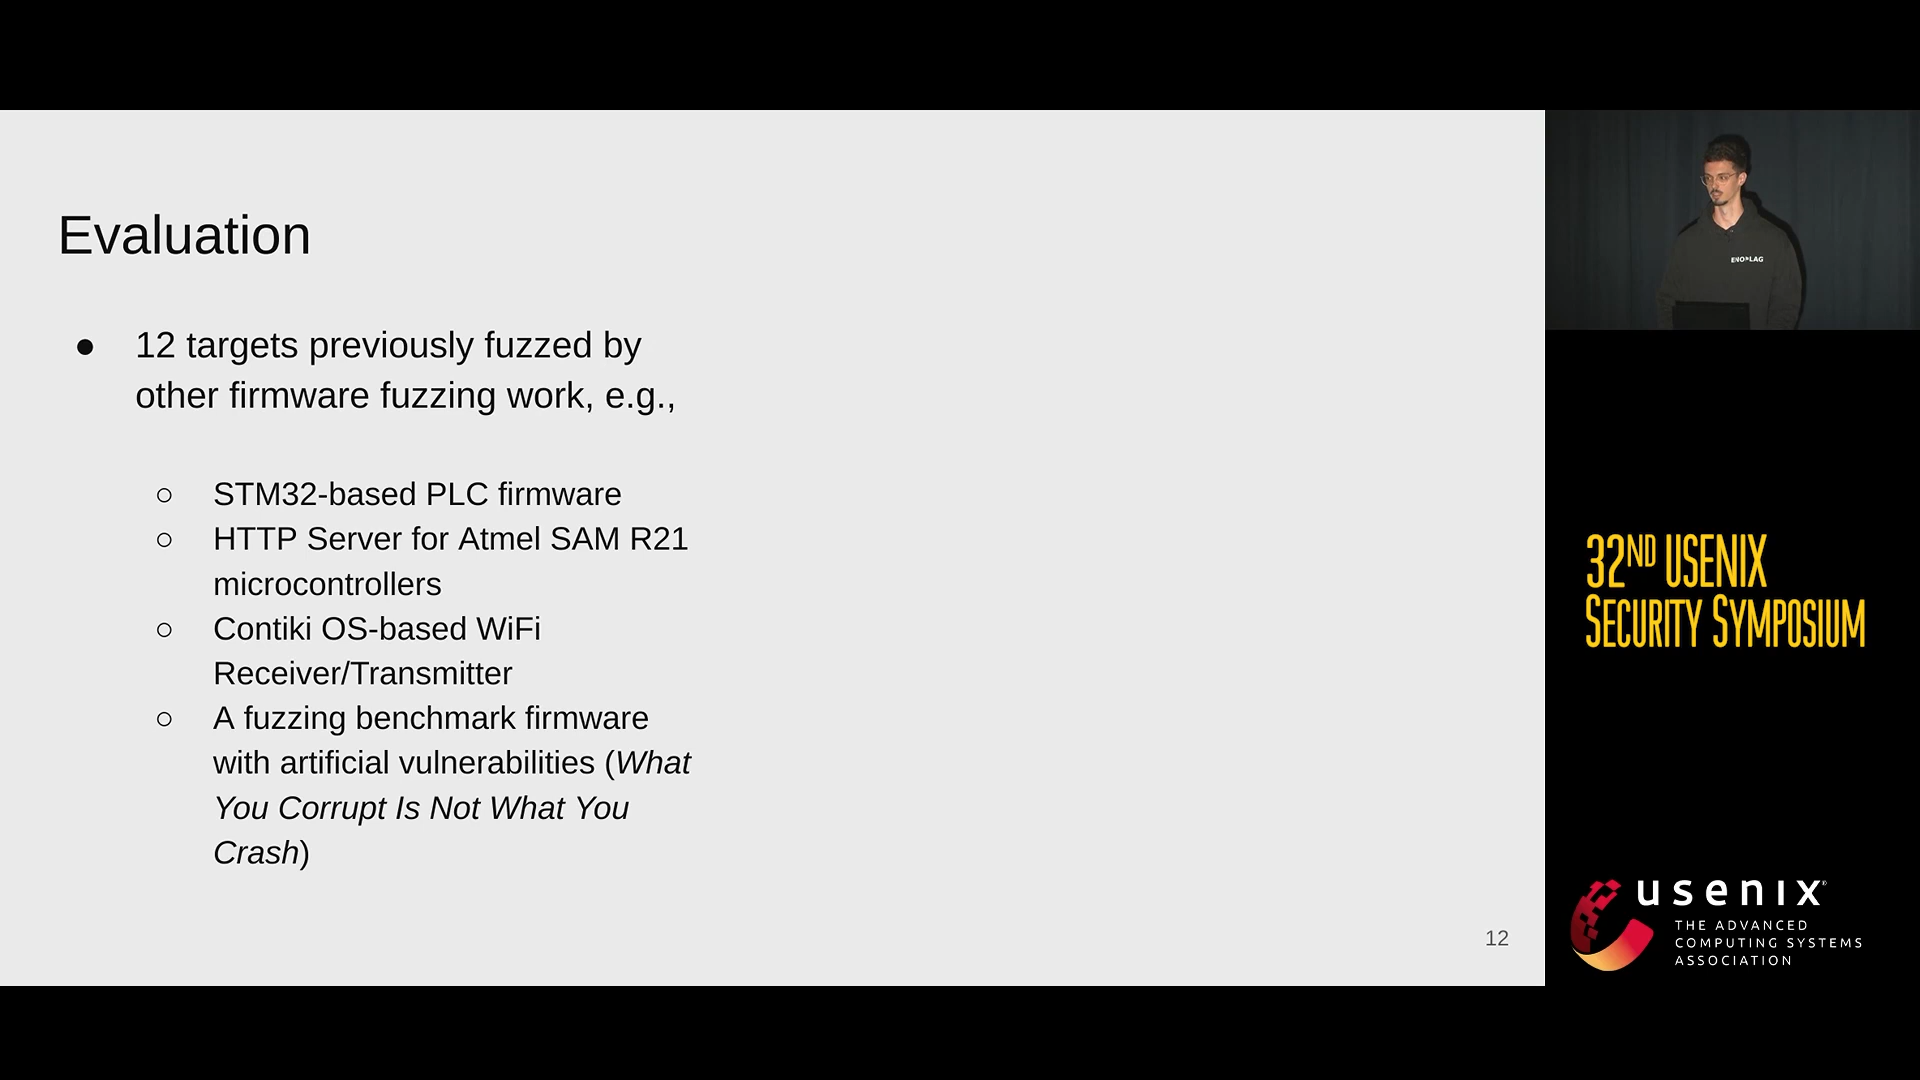 Evaluation
● 12 targets previously fuzzed by
other firmware fuzzing work, e.g.,
○ STM32-based PLC firmware
○ HTTP Server for Atmel SAM R21
microcontrollers
○ Contiki OS-based WiFi
Receiver/Transmitter
○ A fuzzing benchmark firmware
with artificial vulnerabilities (What
You Corrupt Is Not What You
Crash)
12
ENOFLAG
32ND USENIX
SECURITY SYMPOSIUM
usenix®
THE ADVANCED
COMPUTING SYSTEMS
ASSOCIATION